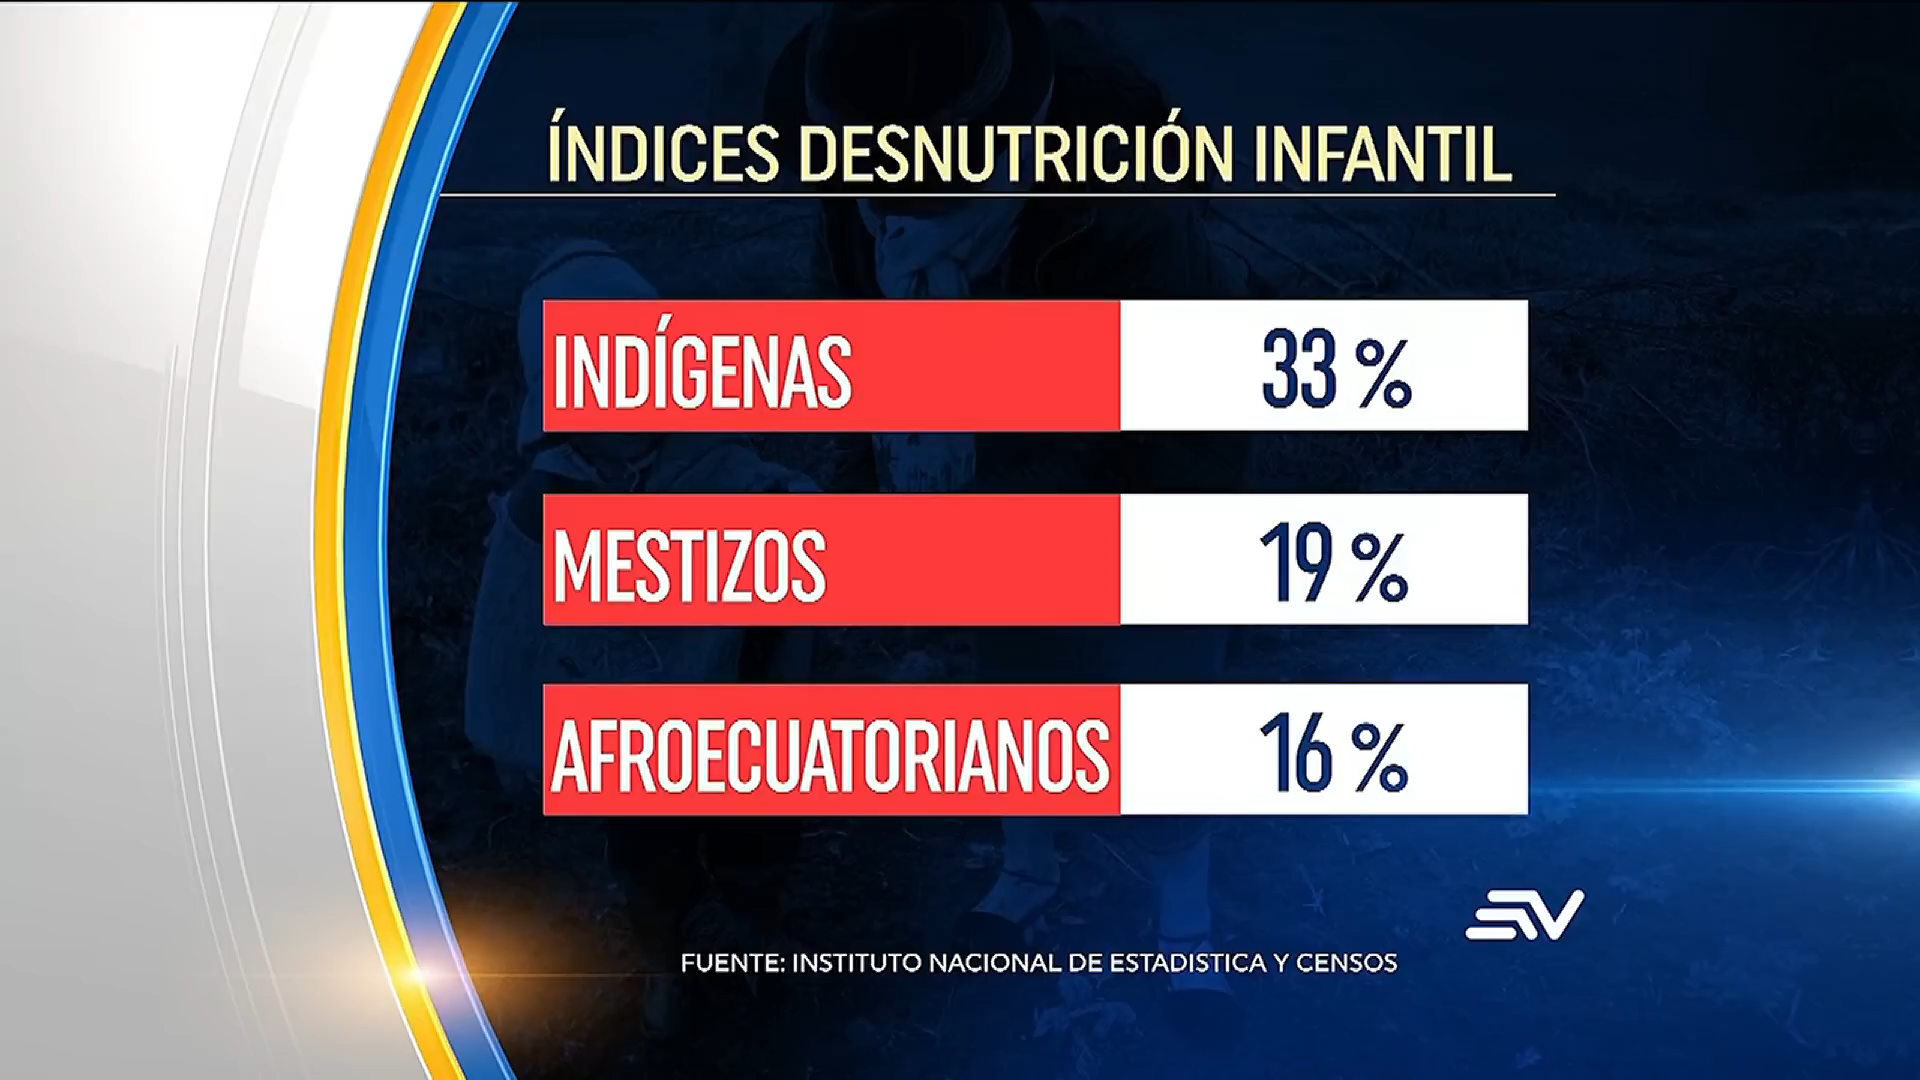 ÍNDICES DESNUTRICIÓN INFANTIL
INDÍGENAS 33 %
MESTIZOS 19 %
AFROECUATORIANOS 16 %
FUENTE: INSTITUTO NACIONAL DE ESTADISTICA Y CENSOS